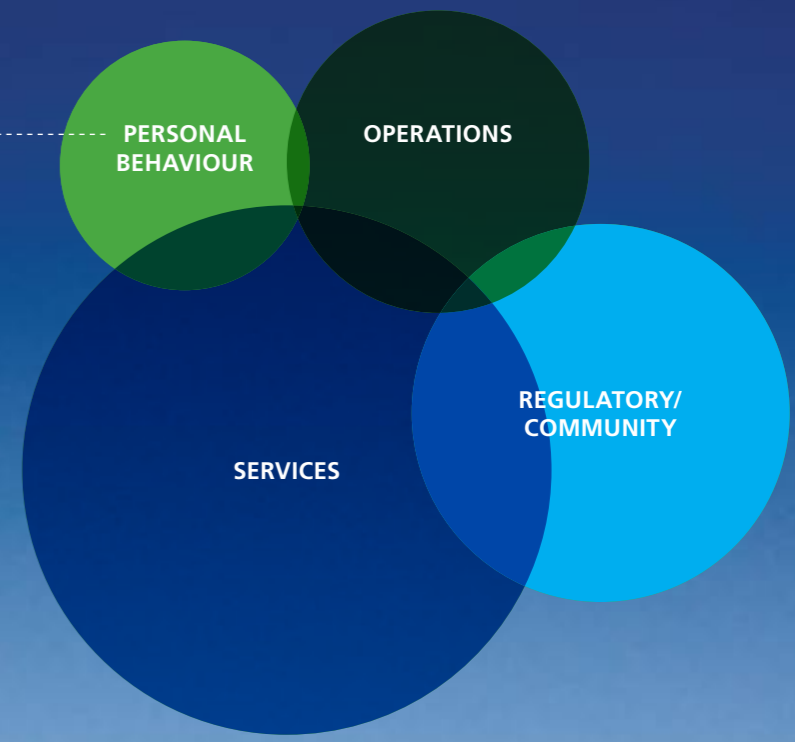 PERSONAL
BEHAVIOUR
OPERATIONS
REGULATORY/
COMMUNITY
SERVICES